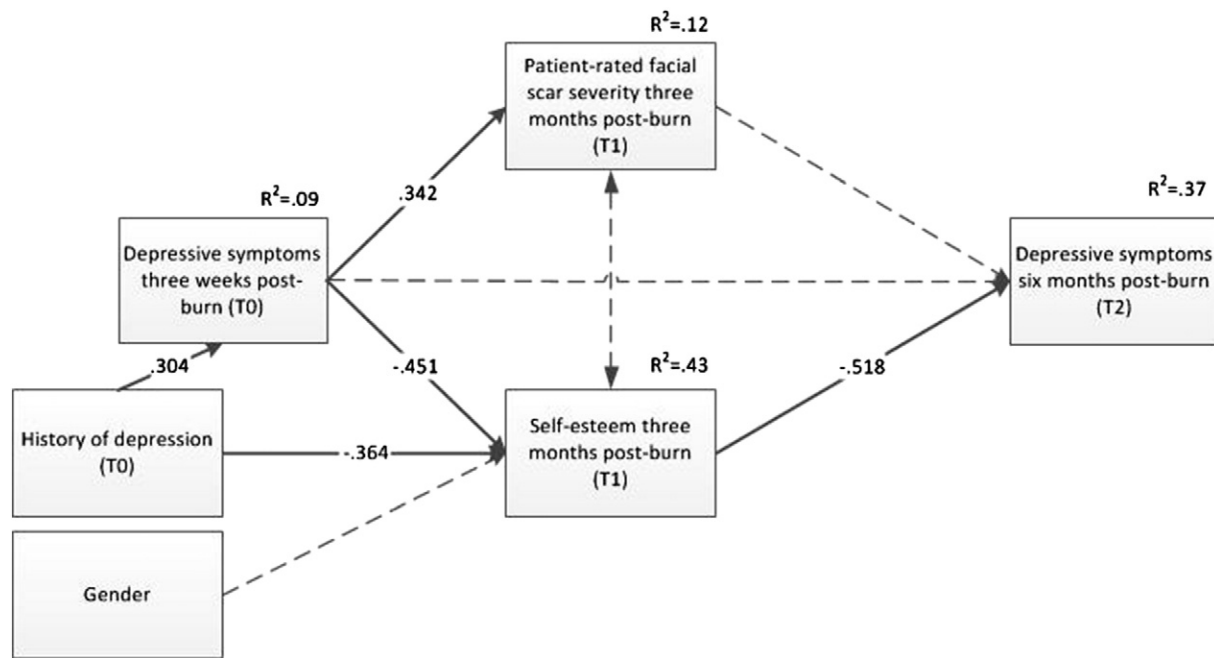 R²=.12
Patient-rated facial
scar severity three
months post-burn
(T1)
R²=.09
Depressive symptoms
three weeks post-
burn (T0)
.342
R²=.37
Depressive symptoms
six months post-burn
(T2)
.304
-.451
R²=.43
-.518
History of depression
(T0)
-.364
Self-esteem three
months post-burn
(T1)
Gender